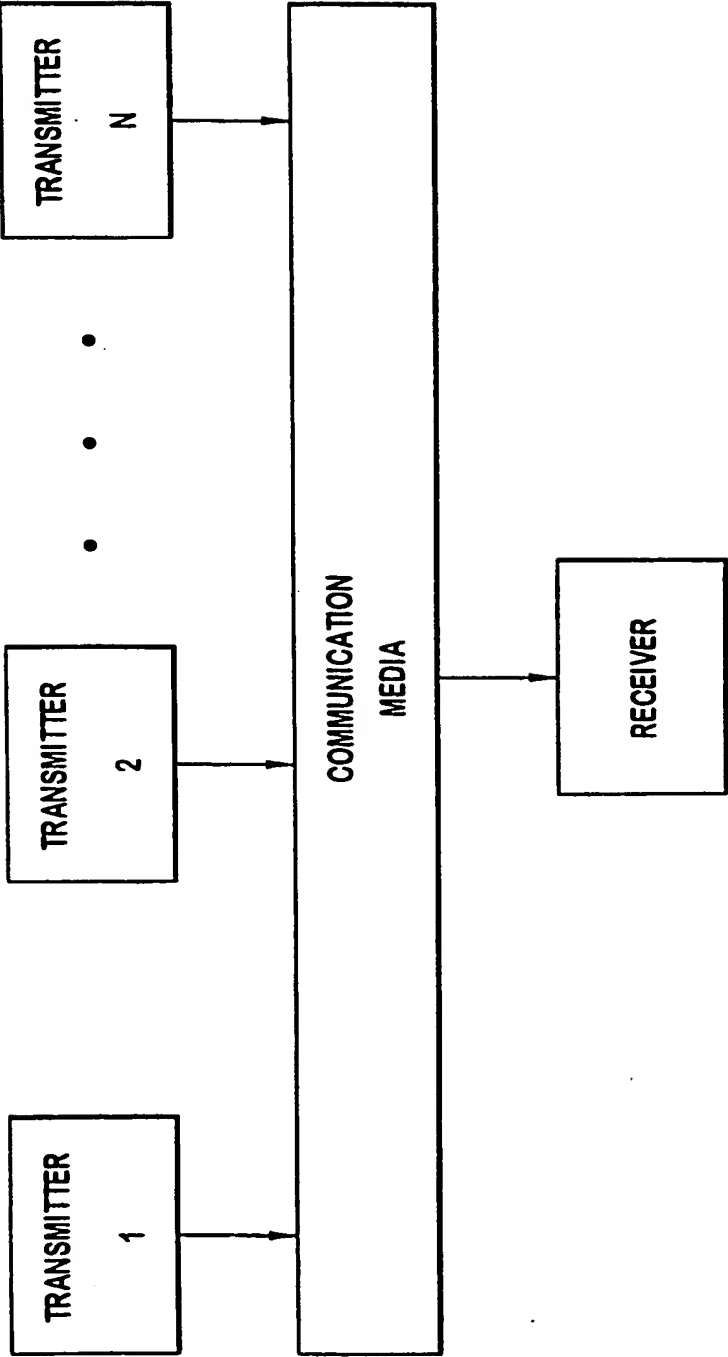 TRANSMITTER
1
TRANSMITTER
2
TRANSMITTER
N
COMMUNICATION
MEDIA
RECEIVER